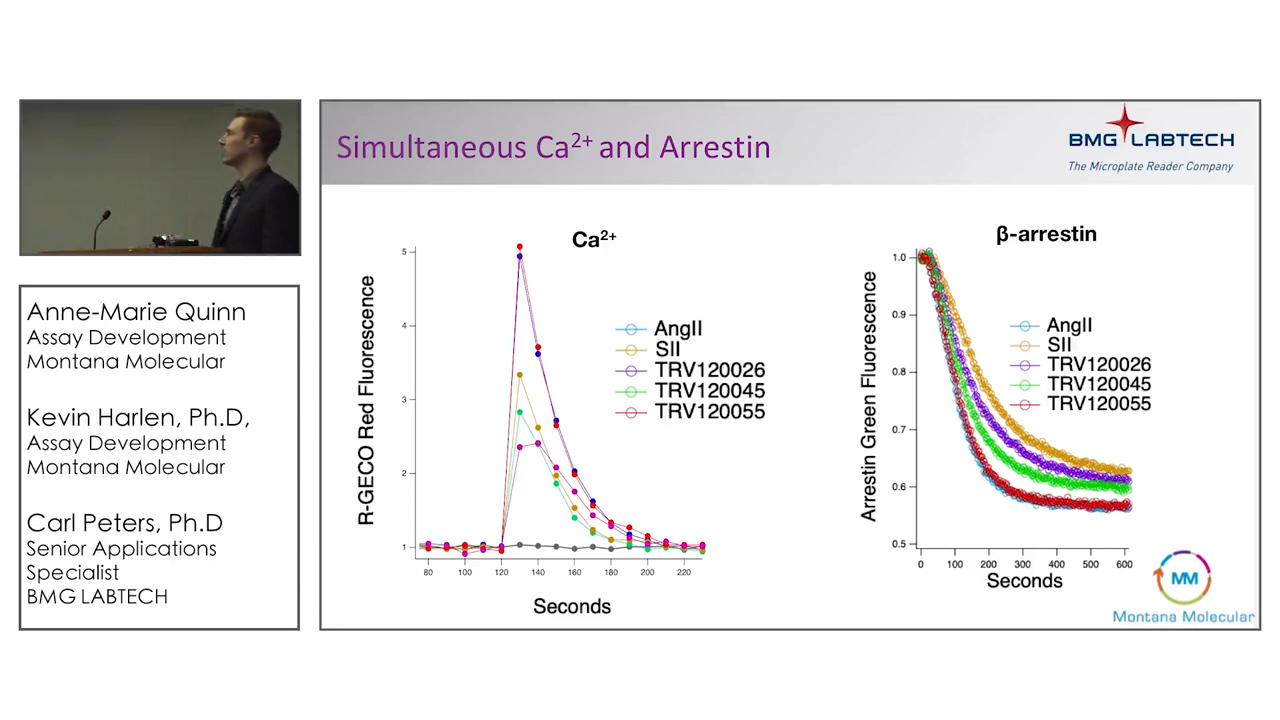 Simultaneous Ca²⁺ and Arrestin
BMG LABTECH
The Microplate Reader Company
Anne-Marie Quinn
Assay Development
Montana Molecular
Kevin Harlen, Ph.D,
Assay Development
Montana Molecular
Carl Peters, Ph.D
Senior Applications
Specialist
BMG LABTECH
Ca²⁺
R-GECO Red Fluorescence
5
4
3
2
1
80 100 120 140 160 180 200 220
Seconds
AngII
SII
TRV120026
TRV120045
TRV120055
β-arrestin
Arrestin Green Fluorescence
1.0
0.9
0.8
0.7
0.6
0.5
0 100 200 300 400 500 600
Seconds
AngII
SII
TRV120026
TRV120045
TRV120055
MM
Montana Molecular